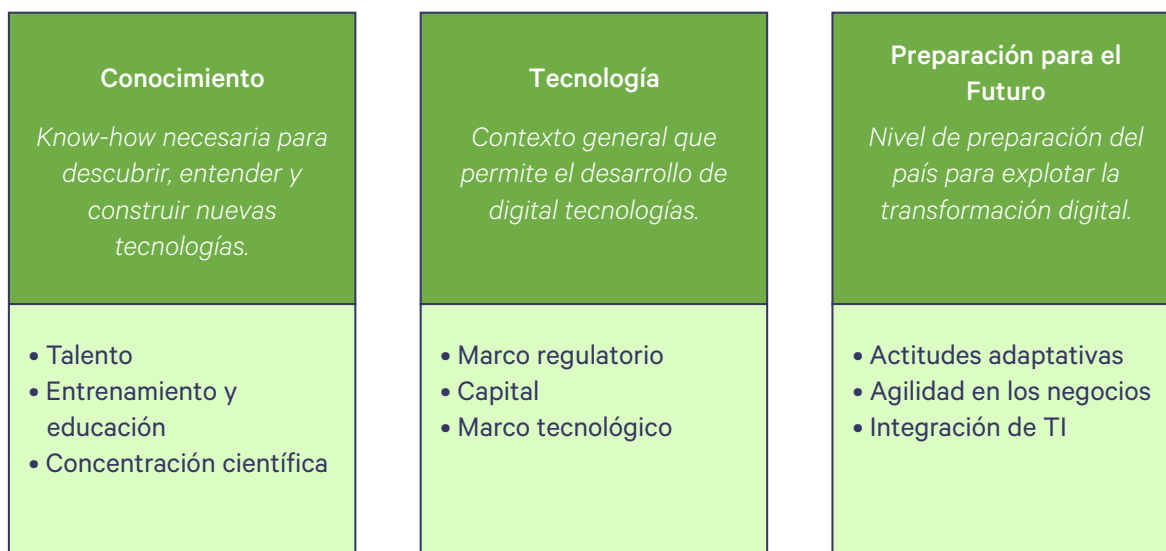 Conocimiento
Know-how necesaria para
descubrir, entender y
construir nuevas
tecnologías.
• Talento
• Entrenamiento y
educación
• Concentración científica
Tecnología
Contexto general que
permite el desarrollo de
digital tecnologías.
• Marco regulatorio
• Capital
• Marco tecnológico
Preparación para el
Futuro
Nivel de preparación del
país para explotar la
transformación digital.
• Actitudes adaptativas
• Agilidad en los negocios
• Integración de TI